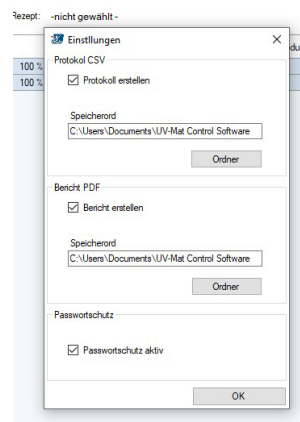 Rezept: -nicht gewählt-
Einstllungen
du
Protokol CSV
100 %
Protokoll erstellen
100 %
Speicherord
C:\Users\Documents\UV-Mat Control Software
Ordner
Bericht PDF
Bericht erstellen
Speicherord
C:\Users\Documents\UV-Mat Control Software
Ordner
Passwortschutz
Passwortschutz aktiv
OK